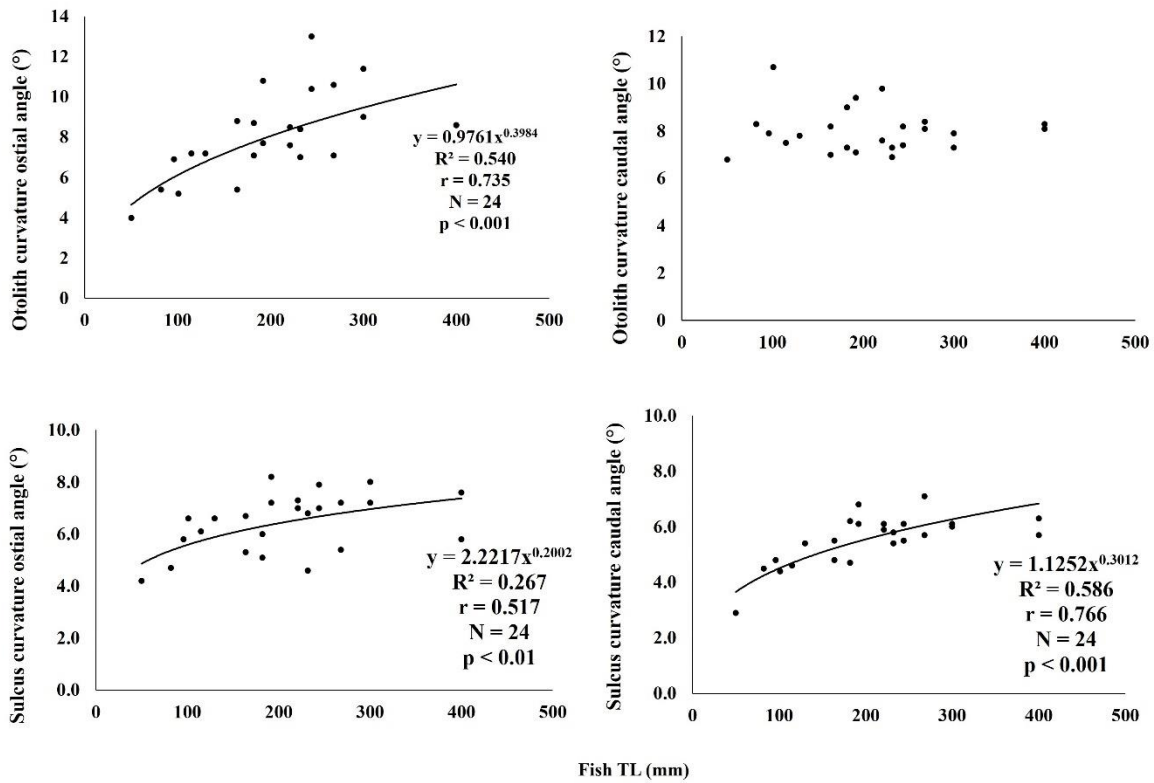 Otolith curvature ostial angle (°)
14
12
10
8
6
4
2
0
0 100 200 300 400 500
y = 0.9761x^0.3984
R² = 0.540
r = 0.735
N = 24
p < 0.001
Otolith curvature caudal angle (°)
12
10
8
6
4
2
0
0 100 200 300 400 500
Sulcus curvature ostial angle (°)
10.0
8.0
6.0
4.0
2.0
0.0
0 100 200 300 400 500
y = 2.2217x^0.2002
R² = 0.267
r = 0.517
N = 24
p < 0.01
Sulcus curvature caudal angle (°)
10.0
8.0
6.0
4.0
2.0
0.0
0 100 200 300 400 500
y = 1.1252x^0.3012
R² = 0.586
r = 0.766
N = 24
p < 0.001
Fish TL (mm)